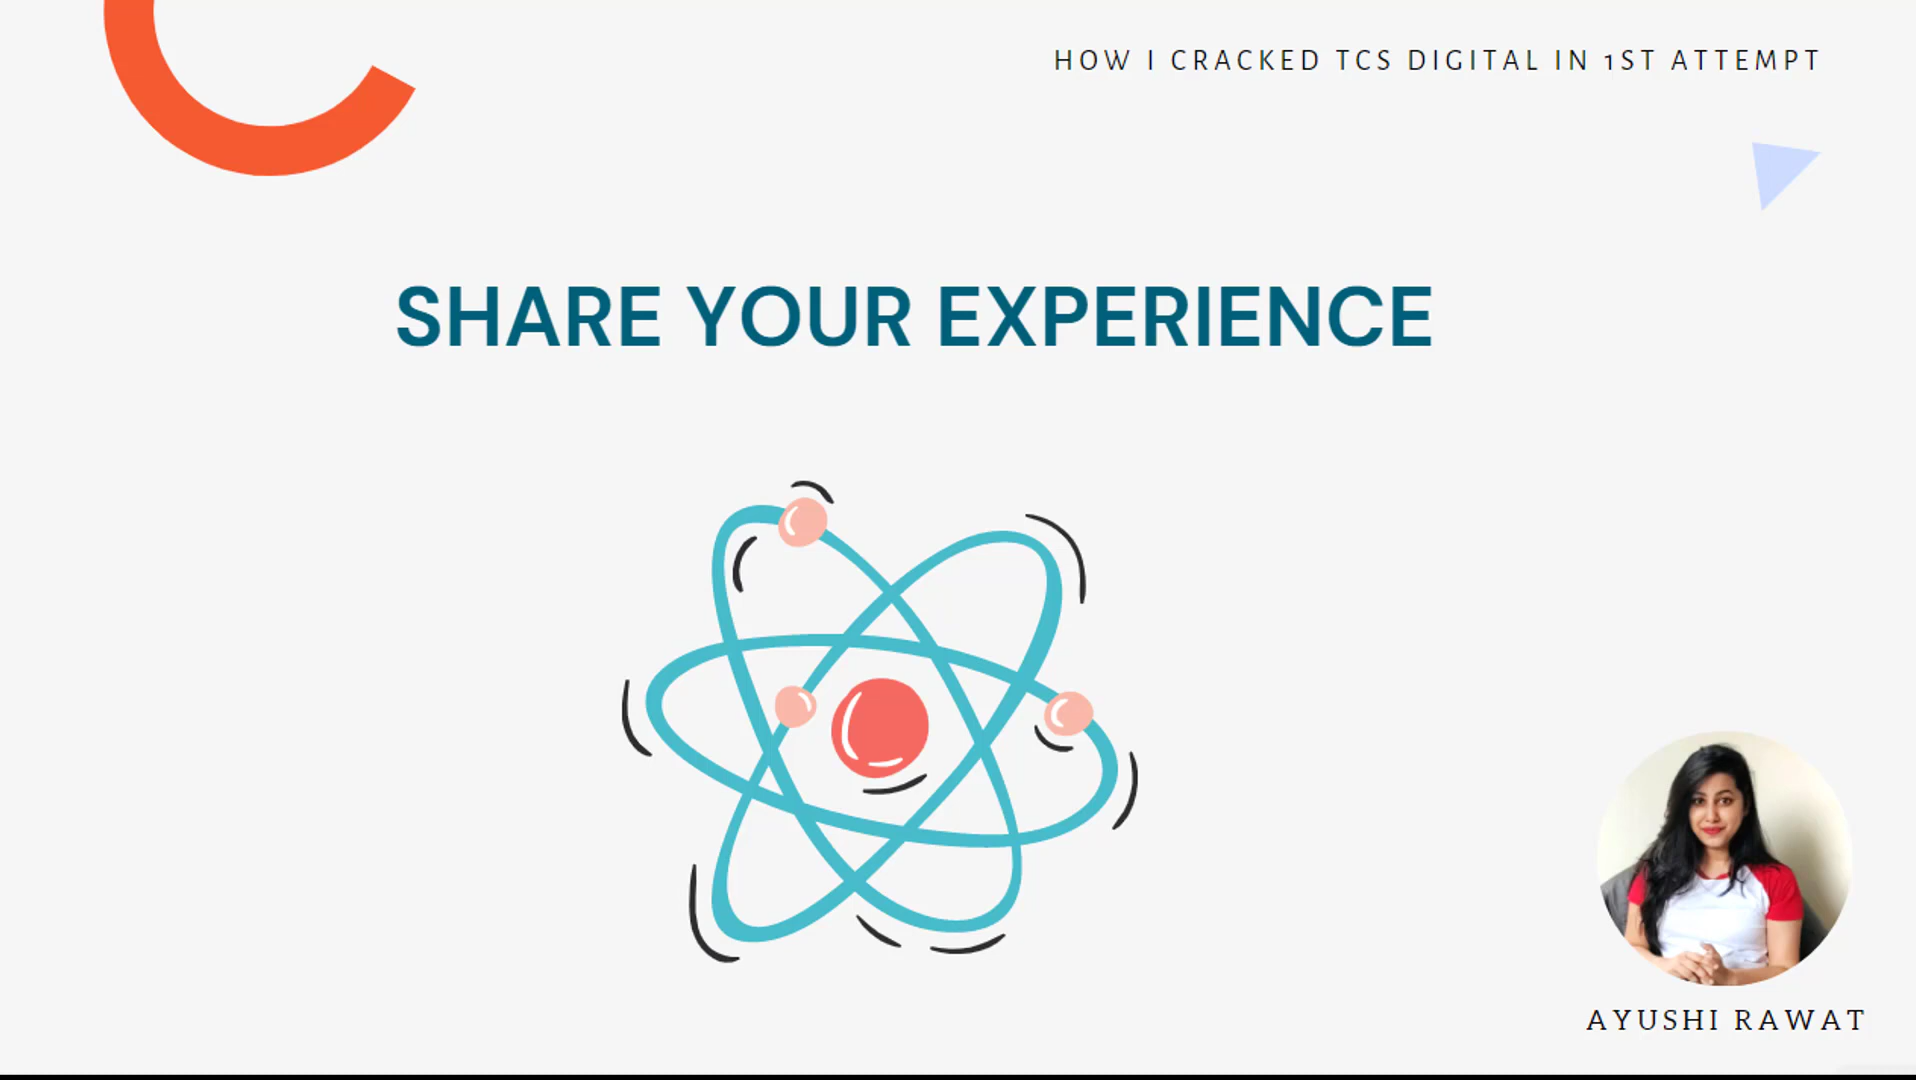 HOW I CRACKED TCS DIGITAL IN 1ST ATTEMPT
SHARE YOUR EXPERIENCE
AYUSHI RAWAT